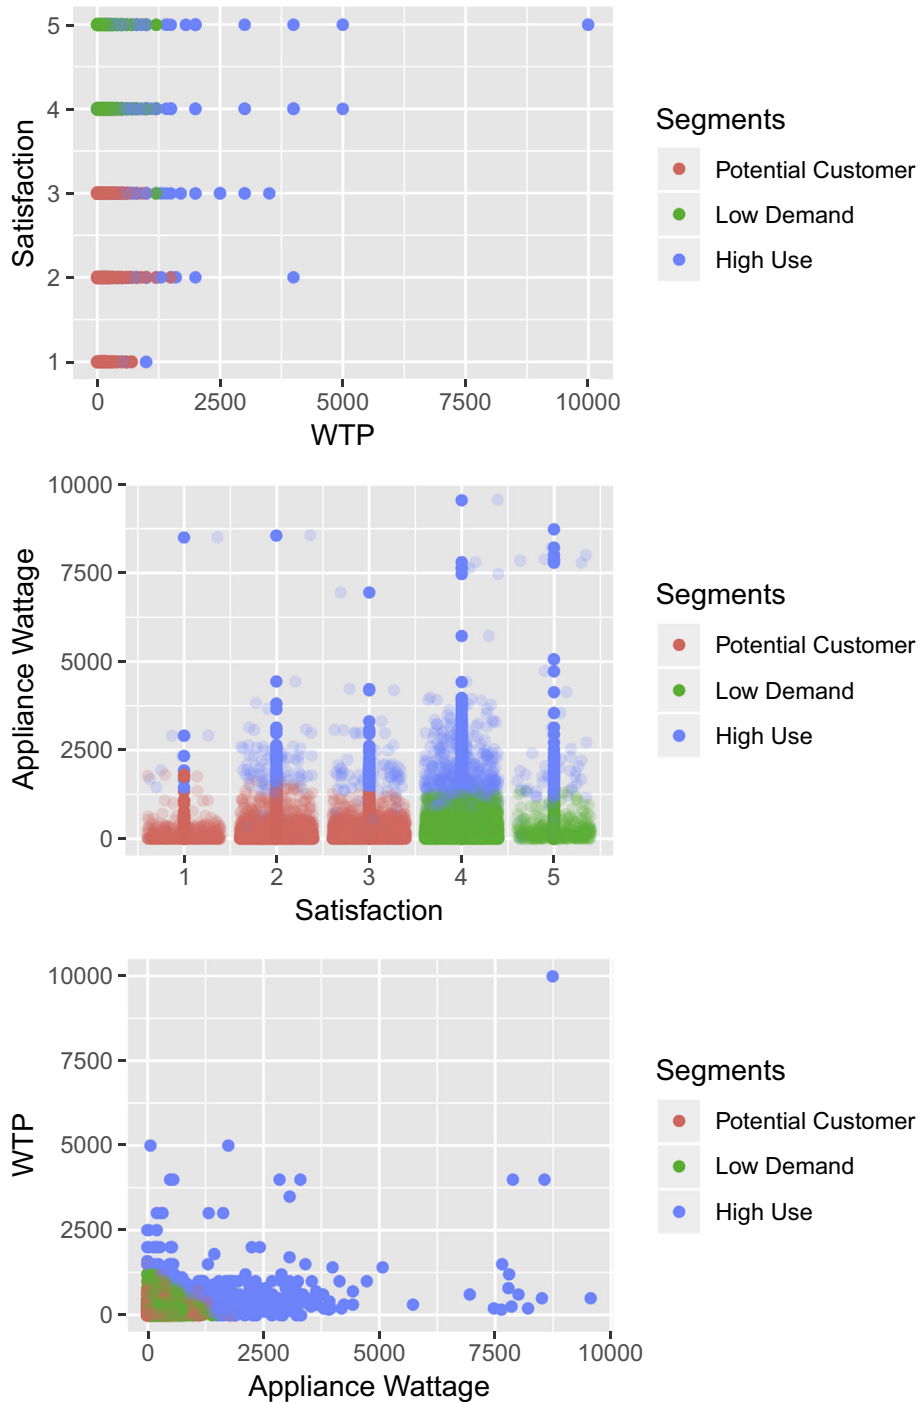 5
4
3
2
1
Satisfaction
0 2500 5000 7500 10000
WTP
Segments
Potential Customer
Low Demand
High Use
10000
7500
5000
2500
0
Appliance Wattage
1 2 3 4 5
Satisfaction
Segments
Potential Customer
Low Demand
High Use
10000
7500
5000
2500
0
WTP
0 2500 5000 7500 10000
Appliance Wattage
Segments
Potential Customer
Low Demand
High Use